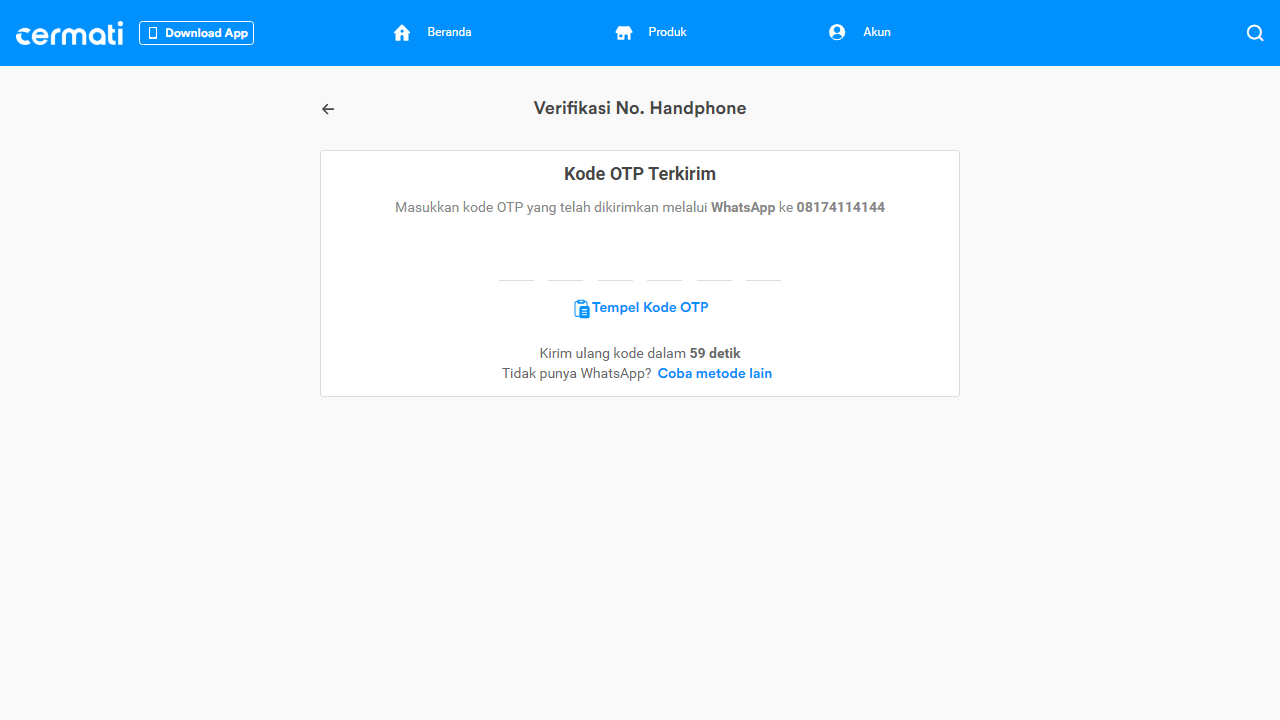 cermati Download App Beranda Produk Akun
Verifikasi No. Handphone
Kode OTP Terkirim
Masukkan kode OTP yang telah dikirimkan melalui WhatsApp ke 08174114144
Tempel Kode OTP
Kirim ulang kode dalam 59 detik
Tidak punya WhatsApp? Coba metode lain